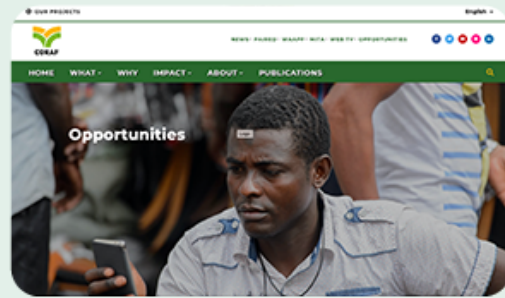 OUR PROJECTS
English
CORAF
NEWS PAIRED WAAPP MITA WEB TV OPPORTUNITIES
HOME WHAT WHY IMPACT ABOUT PUBLICATIONS
Opportunities